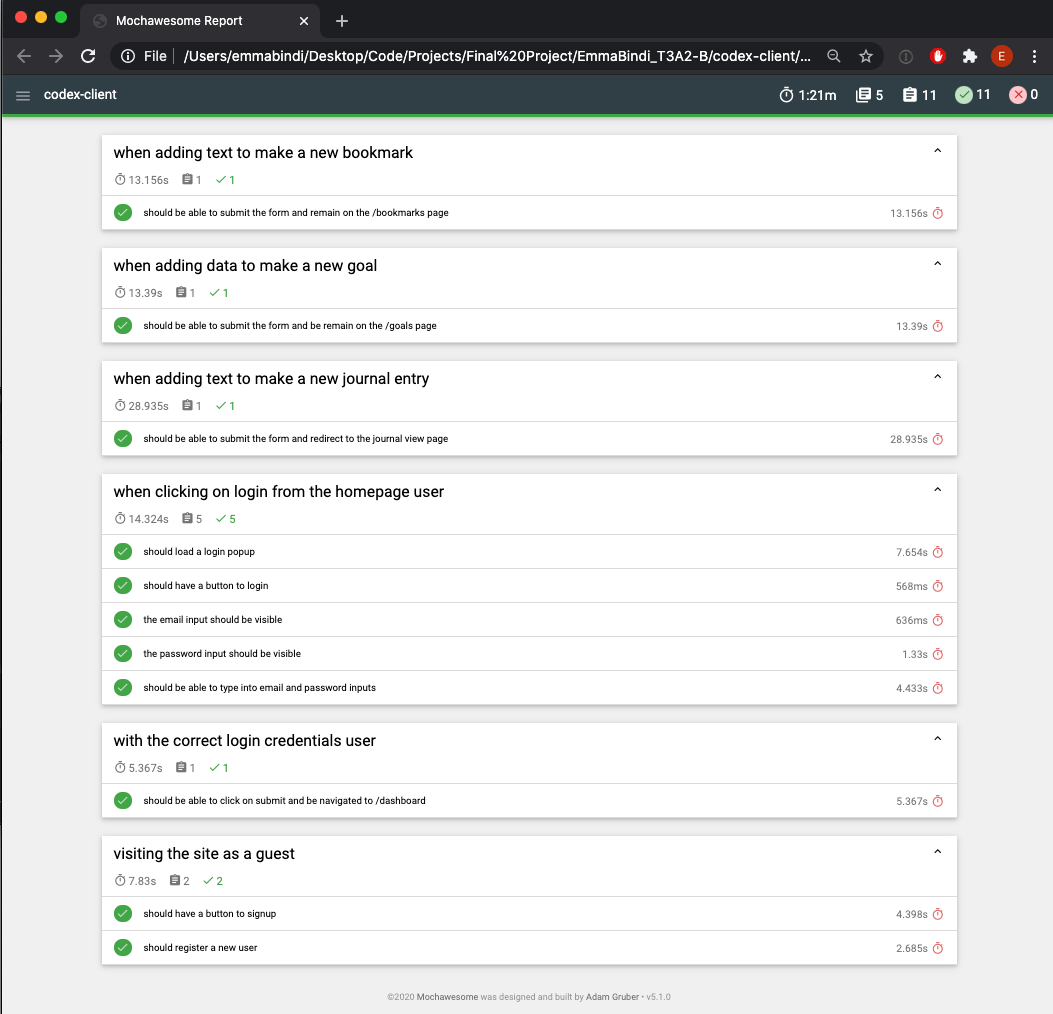 Mochawesome Report
File /Users/emmabindi/Desktop/Code/Projects/Final%20Project/EmmaBindi_T3A2-B/codex-client/...
E
codex-client 1:21m 5 11 11 0
when adding text to make a new bookmark
13.156s 1 1
should be able to submit the form and remain on the /bookmarks page 13.156s
when adding data to make a new goal
13.39s 1 1
should be able to submit the form and be remain on the /goals page 13.39s
when adding text to make a new journal entry
28.935s 1 1
should be able to submit the form and redirect to the journal view page 28.935s
when clicking on login from the homepage user
14.324s 5 5
should load a login popup 7.654s
should have a button to login 568ms
the email input should be visible 636ms
the password input should be visible 1.33s
should be able to type into email and password inputs 4.433s
with the correct login credentials user
5.367s 1 1
should be able to click on submit and be navigated to /dashboard 5.367s
visiting the site as a guest
7.83s 2 2
should have a button to signup 4.398s
should register a new user 2.685s
©2020 Mochawesome was designed and built by Adam Gruber • v5.1.0